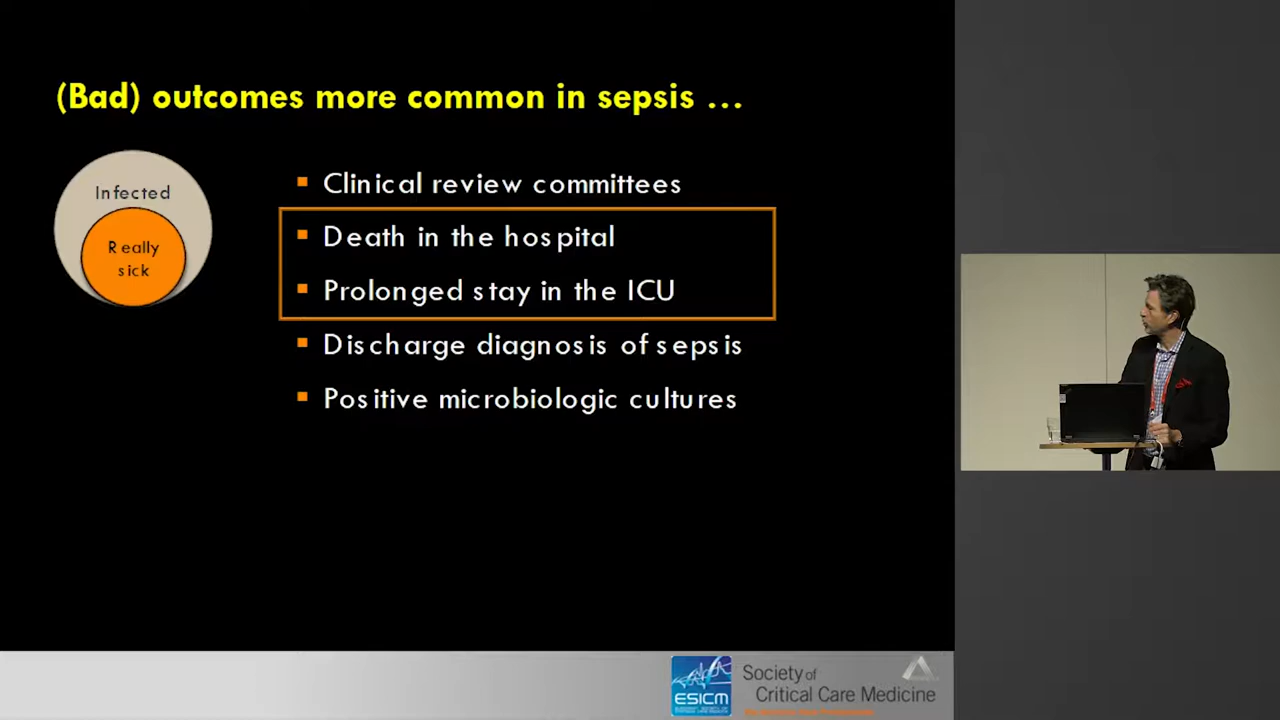 (Bad) outcomes more common in sepsis …
Infected
Really
sick
▪ Clinical review committees
▪ Death in the hospital
▪ Prolonged stay in the ICU
▪ Discharge diagnosis of sepsis
▪ Positive microbiologic cultures
ESICM
Society of
Critical Care Medicine